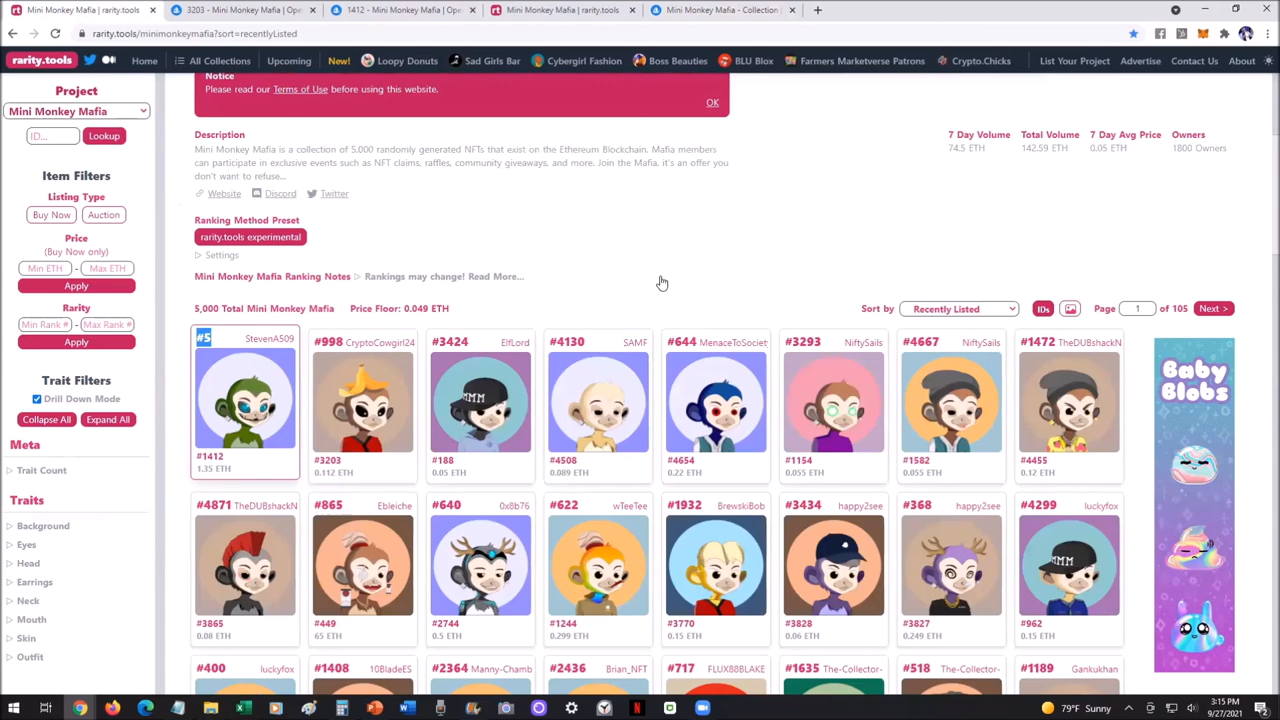 Mini Monkey Mafia | rarity.tools
3203 - Mini Monkey Mafia | Ope
1412 - Mini Monkey Mafia | Ope
Mini Monkey Mafia | rarity.tools
Mini Monkey Mafia - Collection |
rarity.tools/minimonkeymafia?sort=recentlyListed
rarity.tools Home All Collections Upcoming New! Loopy Donuts Sad Girls Bar Cybergirl Fashion Boss Beauties BLU Blox Farmers Marketverse Patrons Crypto.Chicks List Your Project Advertise Contact Us About
Project
Mini Monkey Mafia
ID... Lookup
Item Filters
Listing Type
Buy Now Auction
Price
(Buy Now only)
Min ETH - Max ETH
Apply
Rarity
Min Rank # - Max Rank #
Apply
Trait Filters
Drill Down Mode
Collapse All Expand All
Meta
Trait Count
Traits
Background
Eyes
Head
Earrings
Neck
Mouth
Skin
Outfit
Notice
Please read our Terms of Use before using this website.
OK
Description
Mini Monkey Mafia is a collection of 5,000 randomly generated NFTs that exist on the Ethereum Blockchain. Mafia members
can participate in exclusive events such as NFT claims, raffles, community giveaways, and more. Join the Mafia, it's an offer you
don't want to refuse...
Website Discord Twitter
7 Day Volume Total Volume 7 Day Avg Price Owners
74.5 ETH 142.59 ETH 0.05 ETH 1800 Owners
Ranking Method Preset
rarity.tools experimental
Settings
Mini Monkey Mafia Ranking Notes Rankings may change! Read More...
5,000 Total Mini Monkey Mafia Price Floor: 0.049 ETH Sort by Recently Listed IDs Page 1 of 105 Next >
#5 StevenA509 #998 CryptoCowgirl24 #3424 ElfLord #4130 SAMF #644 MenaceToSociety #3293 NiftySails #4667 NiftySails #1472 TheDUBshackN
MMM
#1412 #3203 #188 #4508 #4654 #1154 #1582 #4455
1.35 ETH 0.112 ETH 0.05 ETH 0.089 ETH 0.22 ETH 0.055 ETH 0.055 ETH 0.12 ETH
#4871 TheDUBshackN #865 Ebleiche #640 0x8b76 #622 wTeeTee #1932 BrewskiBob #3434 happy2see #368 happy2see #4299 luckyfox
MMM
#3865 #449 #2744 #1244 #3770 #3828 #3827 #962
0.08 ETH 65 ETH 0.5 ETH 0.299 ETH 0.15 ETH 0.06 ETH 0.249 ETH 0.15 ETH
#400 luckyfox #1408 10BladeES #2364 Manny-Chamb #2436 Brian_NFT #717 FLUX88BLAKE #1635 The-Collector- #518 The-Collector- #1189 Gankukhan
Baby
Blobs
79°F Sunny
3:15 PM
9/27/2021